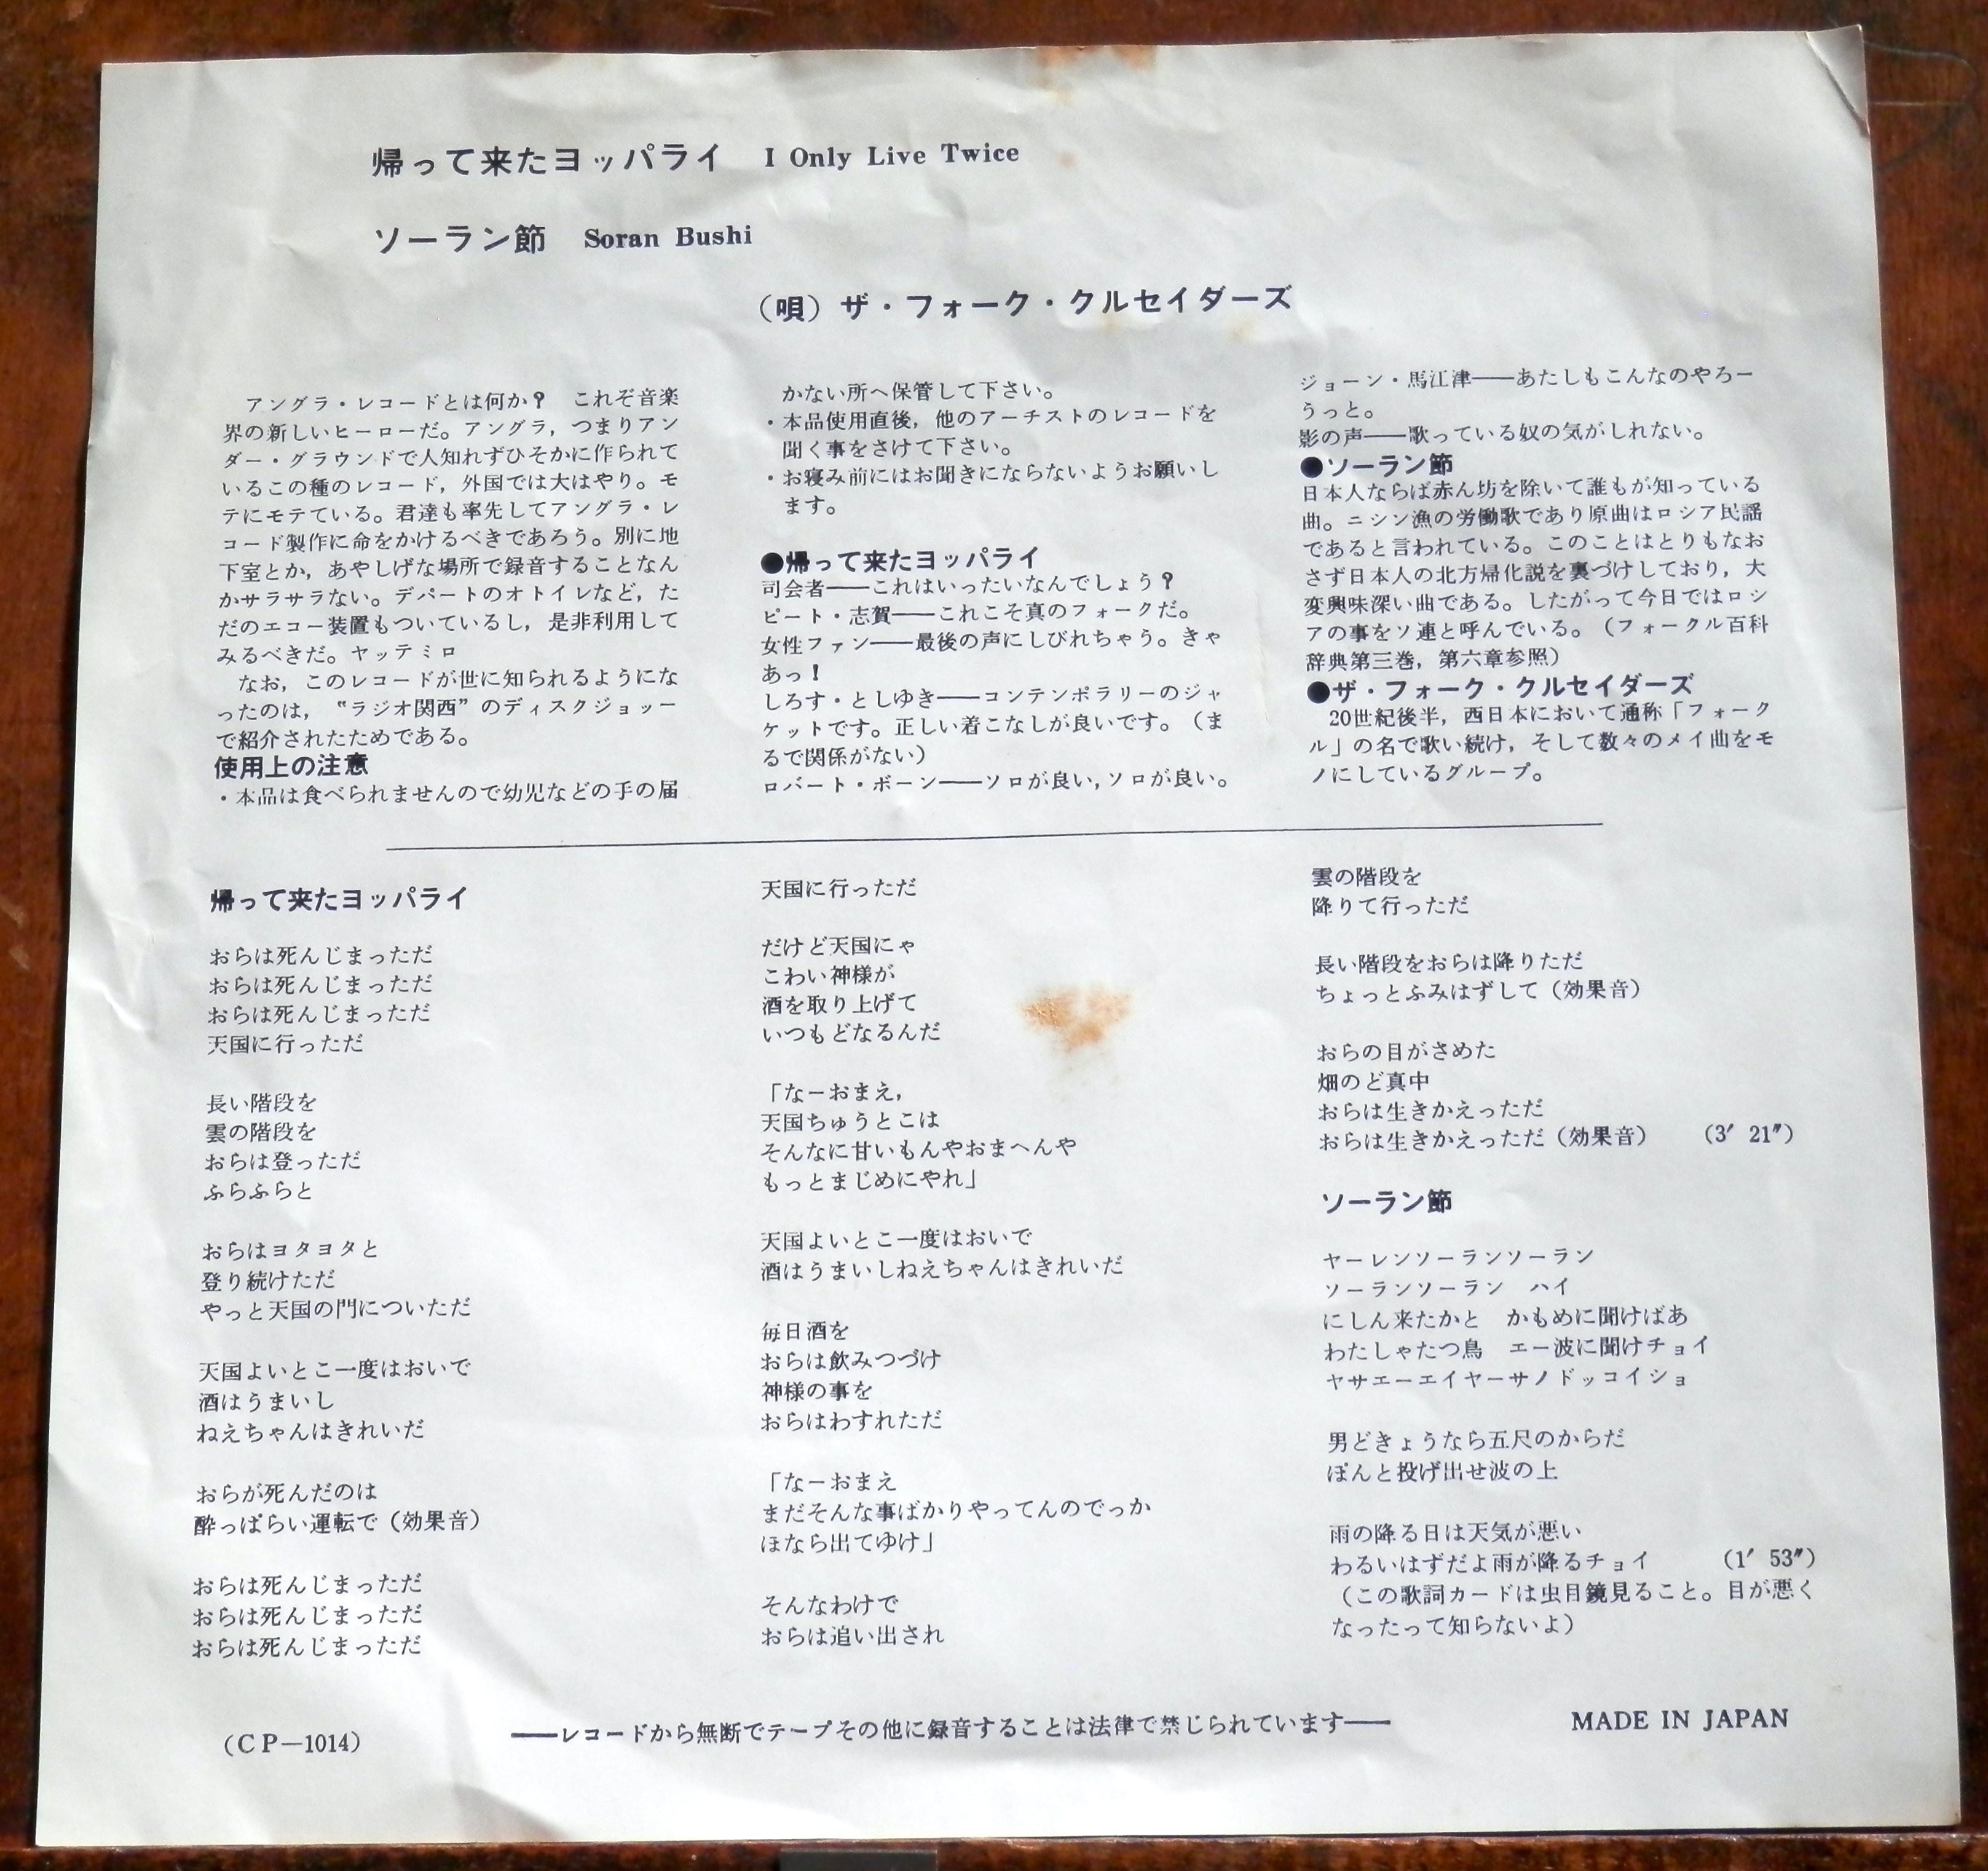 帰って来たヨッパライ　I Only Live Twice
ソーラン節　Soran Bushi
（唄）ザ・フォーク・クルセイダーズ
アングラ・レコードとは何か？　これぞ音楽
界の新しいヒーローだ。アングラ，つまりアン
ダー・グラウンドで人知れずひそかに作られて
いるこの種のレコード，外国では大はやり。モ
テにモテている。君達も率先してアングラ・レ
コード製作に命をかけるべきであろう。別に地
下室とか，あやしげな場所で録音することなん
かサラサラない。デパートのオトイレなど，た
だのエコー装置もついているし，是非利用して
みるべきだ。ヤッテミロ
なお，このレコードが世に知られるようにな
ったのは，“ラジオ関西”のディスクジョッー
で紹介されたためである。
使用上の注意
・本品は食べられませんので幼児などの手の届
かない所へ保管して下さい。
・本品使用直後，他のアーチストのレコードを
聞く事をさけて下さい。
・お寝み前にはお聞きにならないようお願いし
ます。
●帰って来たヨッパライ
司会者――これはいったいなんでしょう？
ピート・志賀――これこそ真のフォークだ。
女性ファン――最後の声にしびれちゃう。きゃ
あっ！
しろす・としゆき――コンテンポラリーのジャ
ケットです。正しい着こなしが良いです。（ま
るで関係がない）
ロバート・ボーン――ソロが良い，ソロが良い。
ジョーン・馬江津――あたしもこんなのやろー
うっと。
影の声――歌っている奴の気がしれない。
●ソーラン節
日本人ならば赤ん坊を除いて誰もが知っている
曲。ニシン漁の労働歌であり原曲はロシア民謡
であると言われている。このことはとりもなお
さず日本人の北方帰化説を裏づけしており，大
変興味深い曲である。したがって今日ではロシ
アの事をソ連と呼んでいる。（フォークル百科
辞典第三巻，第六章参照）
●ザ・フォーク・クルセイダーズ
20世紀後半，西日本において通称「フォーク
ル」の名で歌い続け，そして数々のメイ曲をモ
ノにしているグループ。
帰って来たヨッパライ
おらは死んじまっただ
おらは死んじまっただ
おらは死んじまっただ
天国に行っただ
長い階段を
雲の階段を
おらは登っただ
ふらふらと
おらはヨタヨタと
登り続けただ
やっと天国の門についただ
天国よいとこ一度はおいで
酒はうまいし
ねえちゃんはきれいだ
おらが死んだのは
酔っぱらい運転で（効果音）
おらは死んじまっただ
おらは死んじまっただ
おらは死んじまっただ
天国に行っただ
だけど天国にゃ
こわい神様が
酒を取り上げて
いつもどなるんだ
「なーおまえ，
天国ちゅうとこは
そんなに甘いもんやおまへんや
もっとまじめにやれ」
天国よいとこ一度はおいで
酒はうまいしねえちゃんはきれいだ
毎日酒を
おらは飲みつづけ
神様の事を
おらはわすれただ
「なーおまえ
まだそんな事ばかりやってんのでっか
ほなら出てゆけ」
そんなわけで
おらは追い出され
雲の階段を
降りて行っただ
長い階段をおらは降りただ
ちょっとふみはずして（効果音）
おらの目がさめた
畑のど真中
おらは生きかえっただ
おらは生きかえっただ（効果音）　（3′ 21″）
ソーラン節
ヤーレンソーランソーラン
ソーランソーラン　ハイ
にしん来たかと　かもめに聞けばあ
わたしゃたつ鳥　エー波に聞けチョイ
ヤサエーエイヤーサノドッコイショ
男どきょうなら五尺のからだ
ぽんと投げ出せ波の上
雨の降る日は天気が悪い
わるいはずだよ雨が降るチョイ　（1′ 53″）
（この歌詞カードは虫目鏡見ること。目が悪く
なったって知らないよ）
（CP―1014）
――レコードから無断でテープその他に録音することは法律で禁じられています――
MADE IN JAPAN